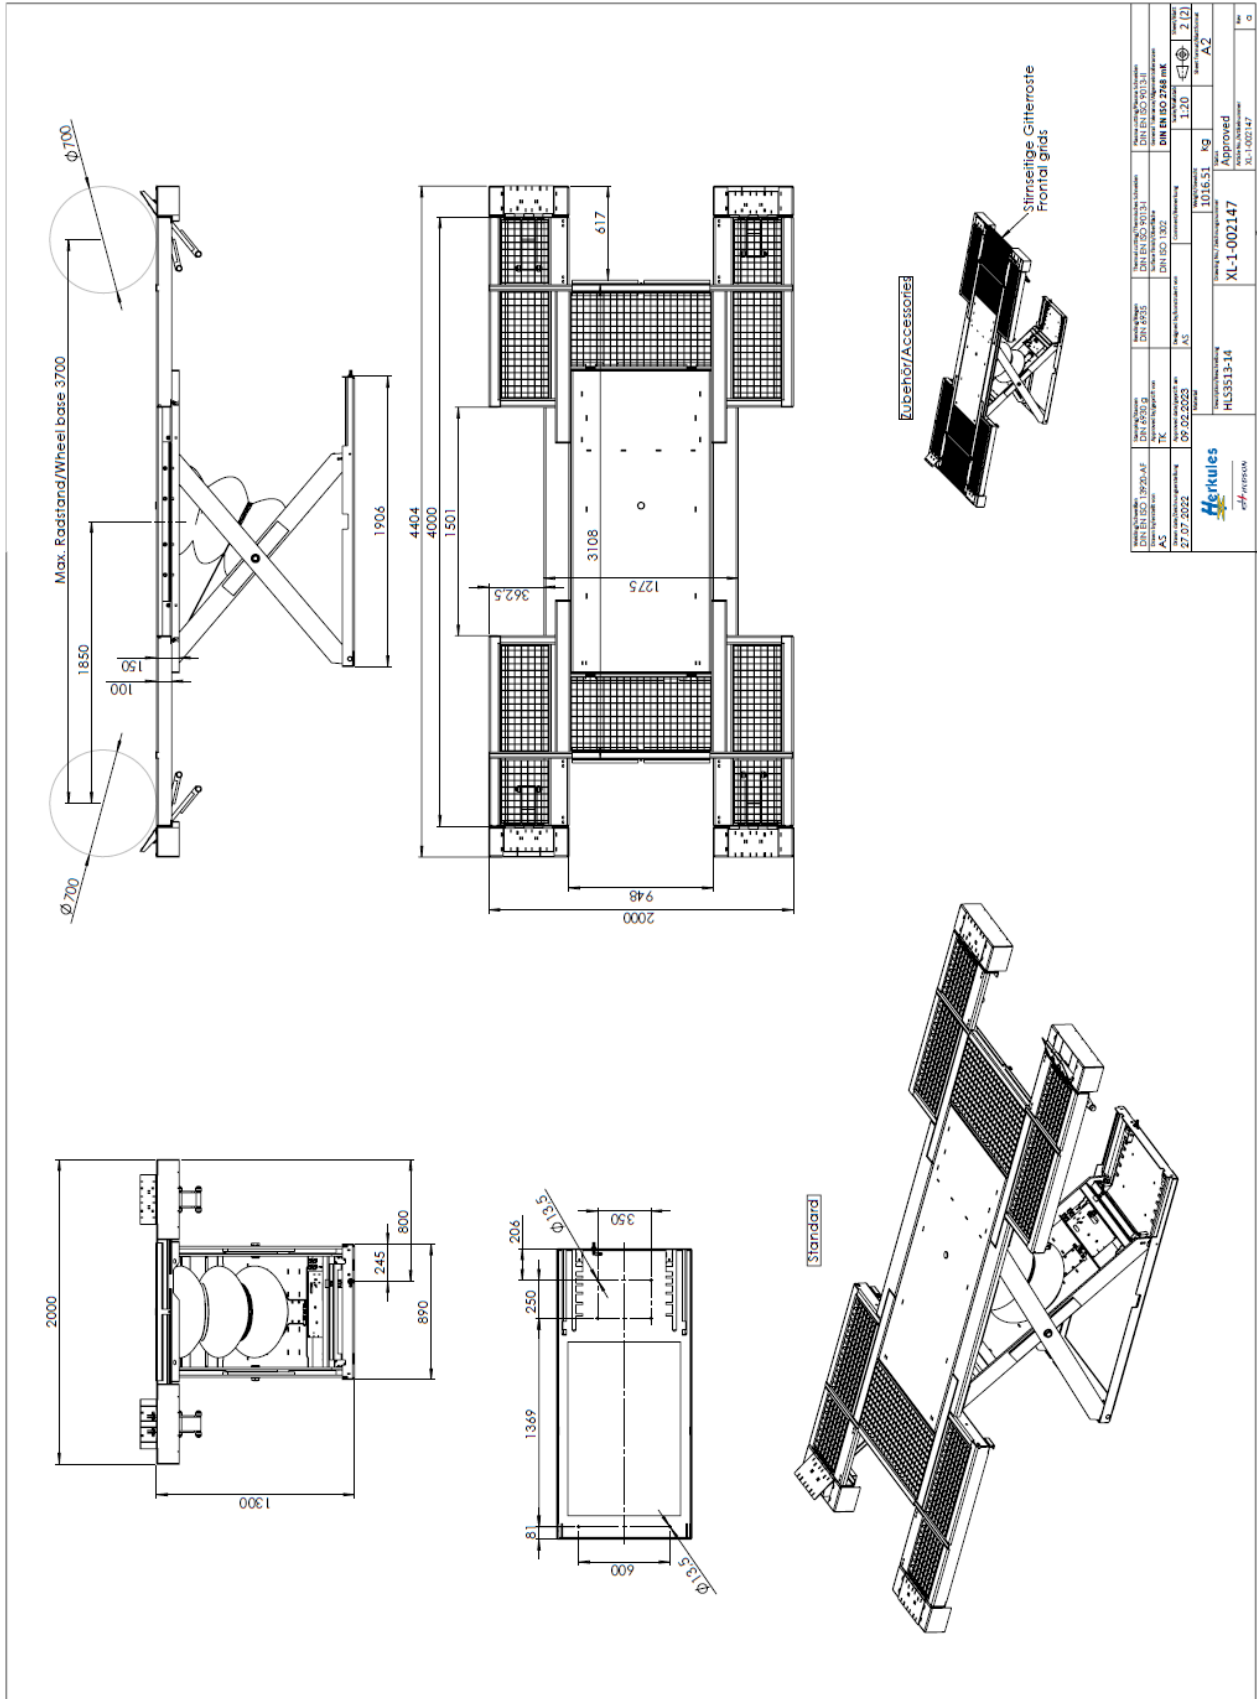 Max. Radstand/Wheel base 3700
1850
150
100
Ø700
Ø700
1906
4404
4000
1501
3108
617
362,5
1275
948
2000
Zubehör/Accessories
Stirnseitige Gitterroste
Frontal grids
2000
1300
800
245
890
206
250
1369
81
Ø13,5
350
600
Ø13,5
Standard
DIN EN ISO 13920-AF
DIN 6930 g
DIN 6935
DIN EN ISO 9013-I
DIN EN ISO 9013-II
AS
TK
DIN ISO 1302
DIN EN ISO 2768 mK
27.07.2022
09.02.2023
AS
1:20
2 (2)
Herkules
HEDSON
HLS3513-14
1016.51 kg
A2
XL-1-002147
Approved
XL-1-002147